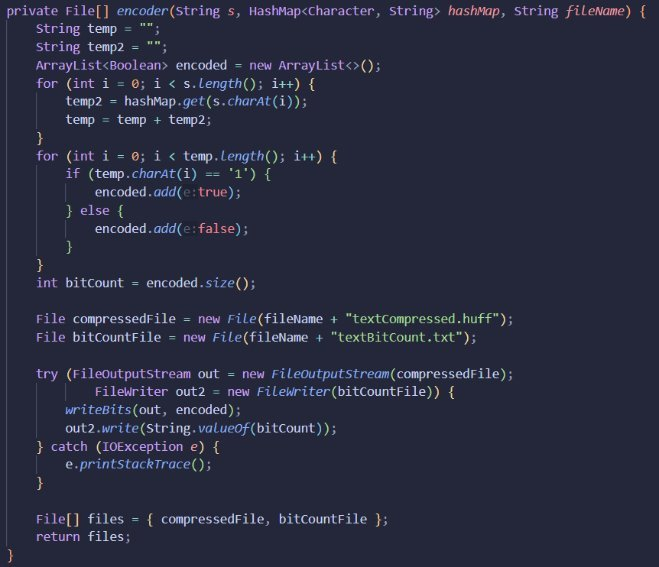 private File[] encoder(String s, HashMap<Character, String> hashMap, String fileName) {
    String temp = "";
    String temp2 = "";
    ArrayList<Boolean> encoded = new ArrayList<>();
    for (int i = 0; i < s.length(); i++) {
        temp2 = hashMap.get(s.charAt(i));
        temp = temp + temp2;
    }
    for (int i = 0; i < temp.length(); i++) {
        if (temp.charAt(i) == '1') {
            encoded.add(e:true);
        } else {
            encoded.add(e:false);
        }
    }
    int bitCount = encoded.size();

    File compressedFile = new File(fileName + "textCompressed.huff");
    File bitCountFile = new File(fileName + "textBitCount.txt");

    try (FileOutputStream out = new FileOutputStream(compressedFile);
            FileWriter out2 = new FileWriter(bitCountFile)) {
        writeBits(out, encoded);
        out2.write(String.valueOf(bitCount));
    } catch (IOException e) {
        e.printStackTrace();
    }

    File[] files = { compressedFile, bitCountFile };
    return files;
}